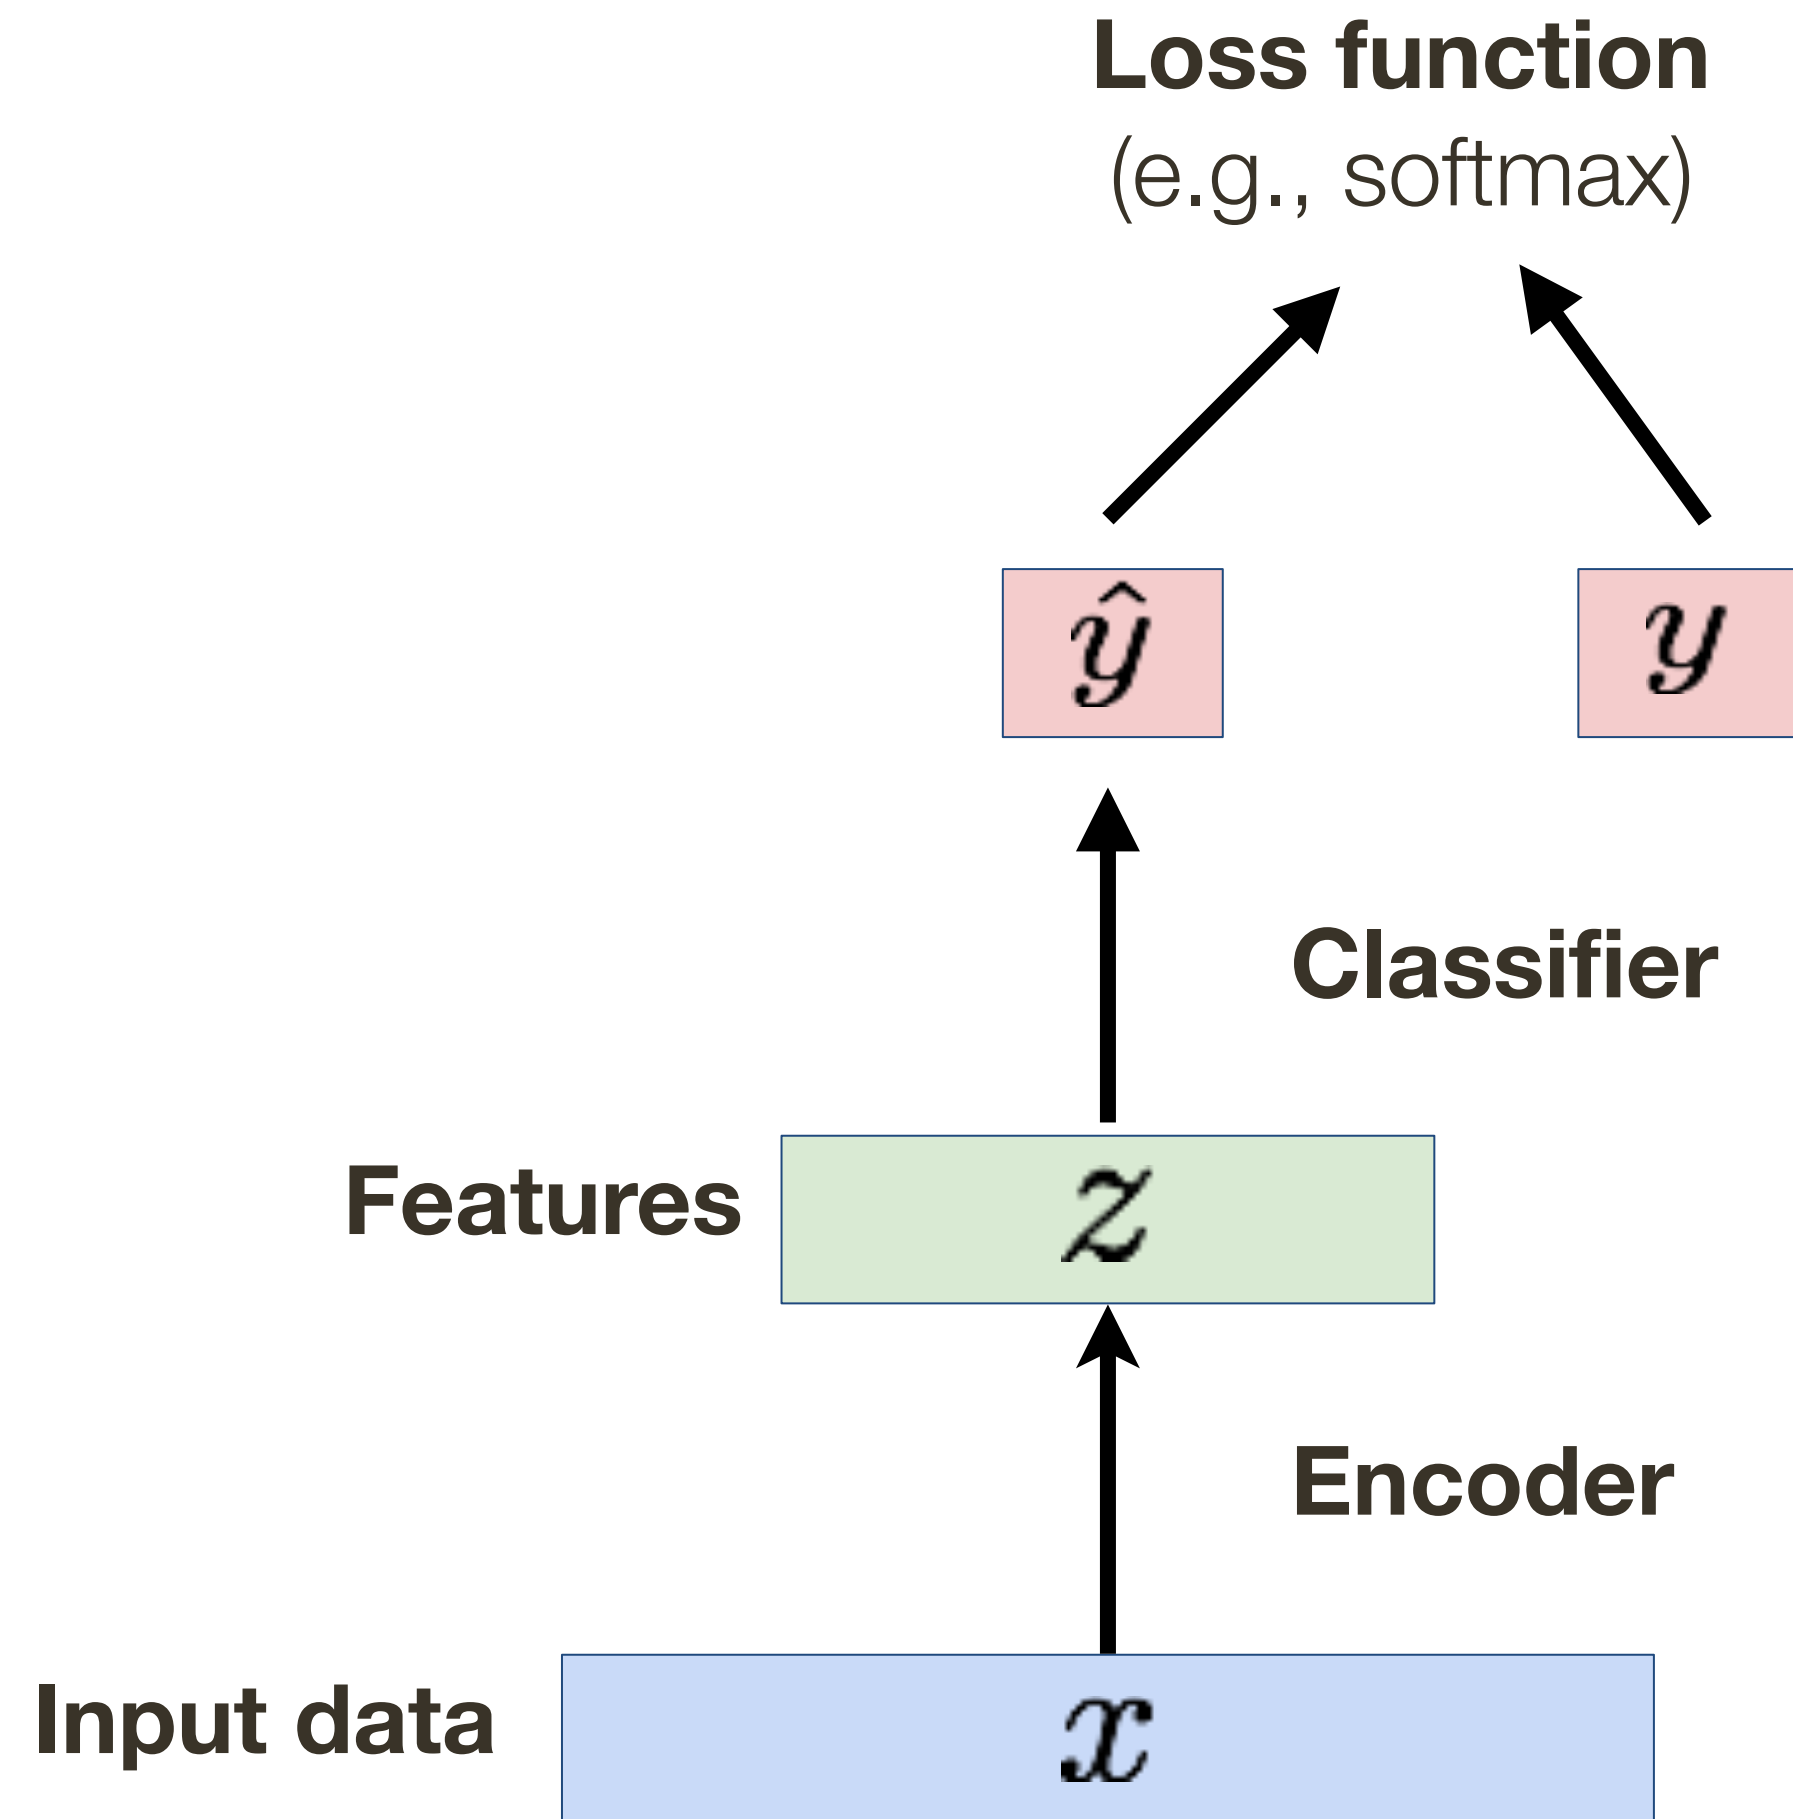 Loss function
(e.g., softmax)
ŷ
y
Classifier
Features
z
Encoder
Input data
x